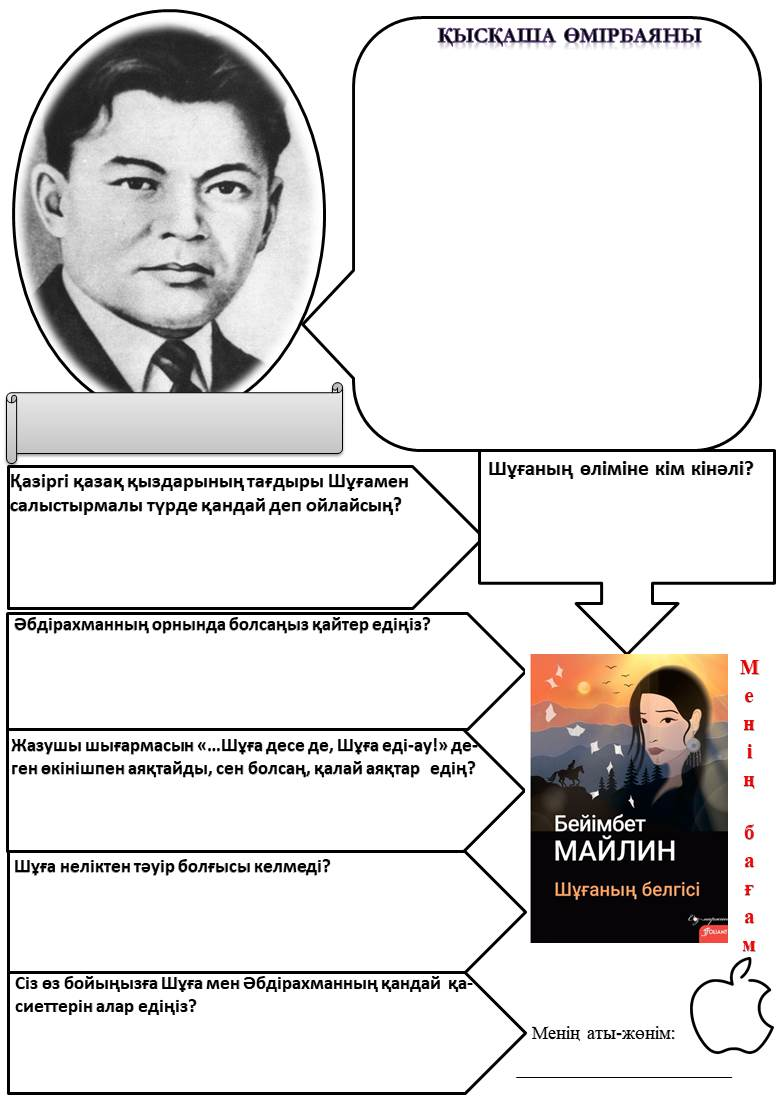 ҚЫСҚАША ӨМІРБАЯНЫ
Шұғаның өліміне кім кінәлі?
Қазіргі қазақ қыздарының тағдыры Шұғамен
салыстырмалы түрде қандай деп ойлайсың?
Әбдірахманның орнында болсаңыз қайтер едіңіз?
Жазушы шығармасын «...Шұға десе де, Шұға еді-ау!» де-
ген өкінішпен аяқтайды, сен болсаң, қалай аяқтар едің?
Шұға неліктен тәуір болғысы келмеді?
Сіз өз бойыңызға Шұға мен Әбдірахманның қандай қа-
сиеттерін алар едіңіз?
Бейімбет
МАЙЛИН
Шұғаның белгісі
FOLIANT
Менің бағам
Менің аты-жөнім: